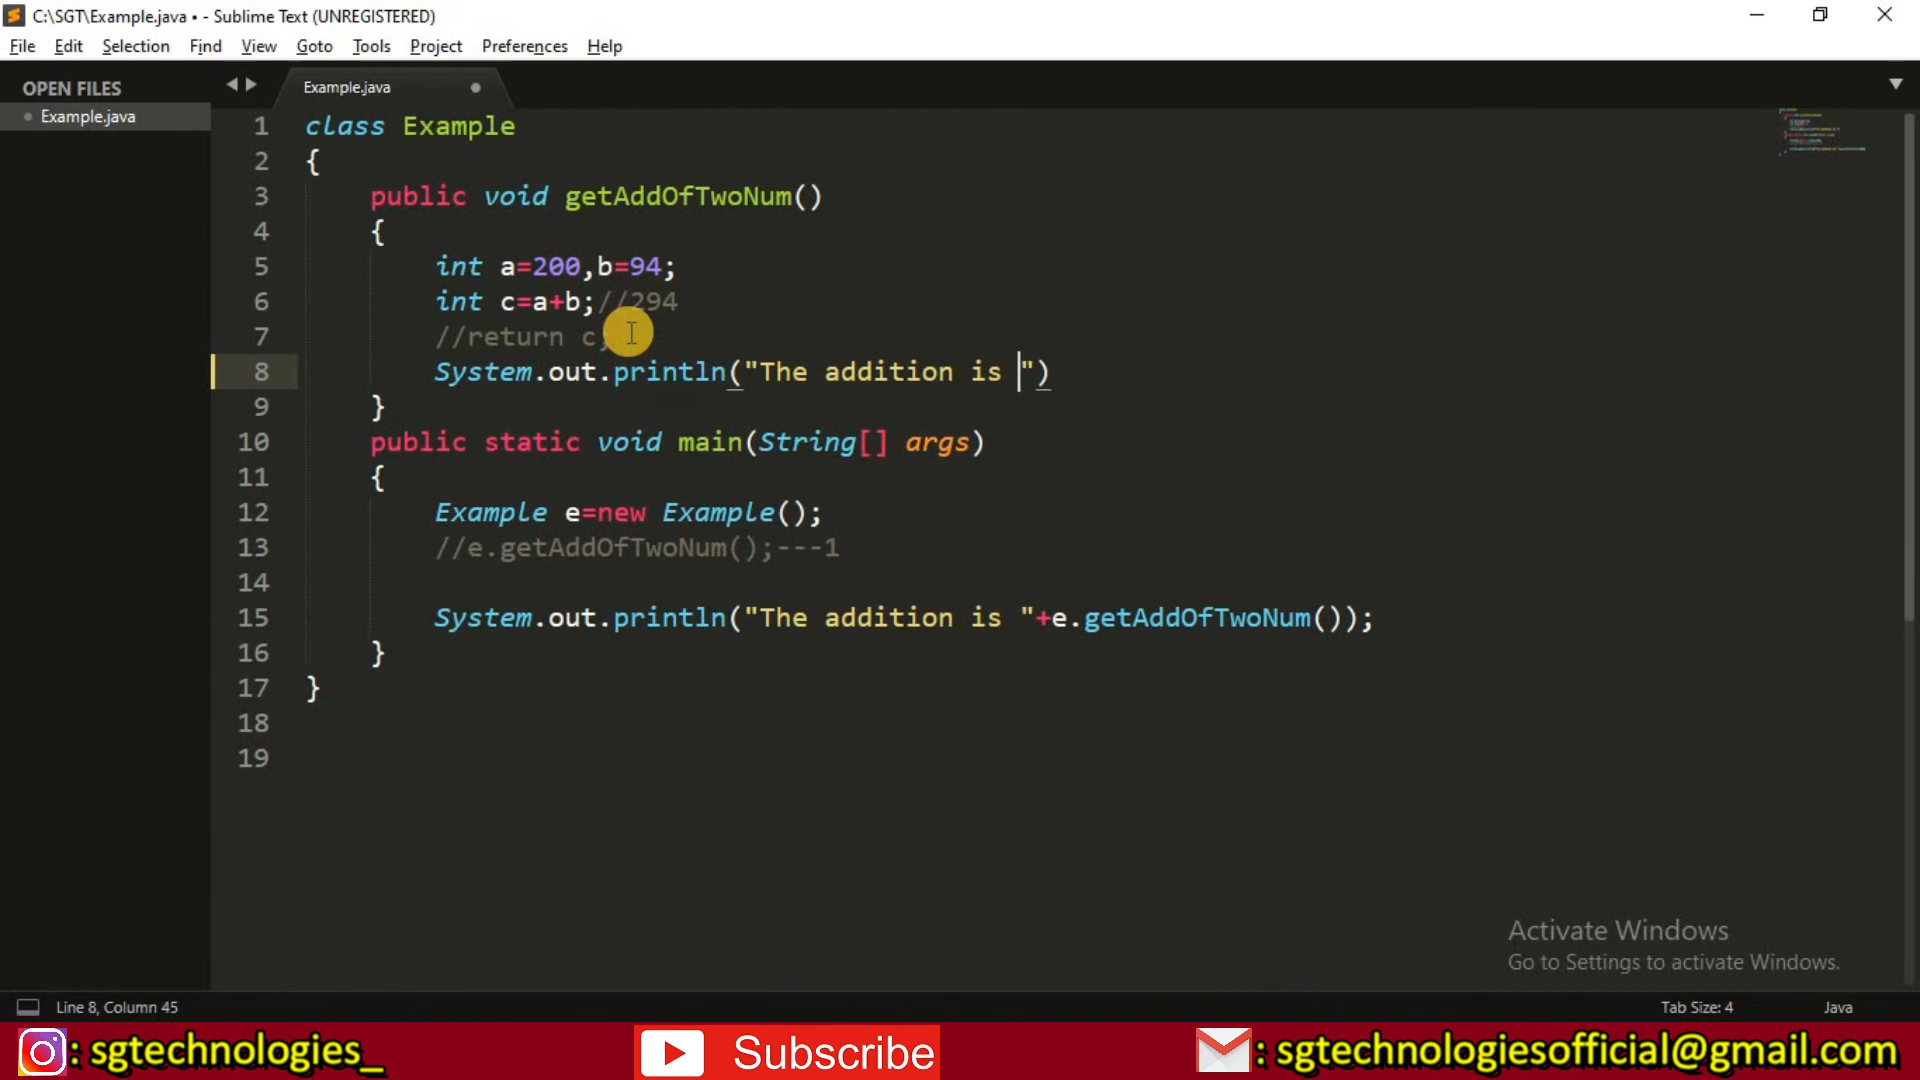 C:\SGT\Example.java • - Sublime Text (UNREGISTERED)
File Edit Selection Find View Goto Tools Project Preferences Help
OPEN FILES
Example.java
Example.java
1 class Example
2 {
3 public void getAddOfTwoNum()
4 {
5 int a=200,b=94;
6 int c=a+b;//294
7 //return c;
8 System.out.println("The addition is ")
9 }
10 public static void main(String[] args)
11 {
12 Example e=new Example();
13 //e.getAddOfTwoNum();---1
14
15 System.out.println("The addition is "+e.getAddOfTwoNum());
16 }
17 }
18
19
Activate Windows
Go to Settings to activate Windows.
Line 8, Column 45 Tab Size: 4 Java
: sgtechnologies_ Subscribe : sgtechnologiesofficial@gmail.com